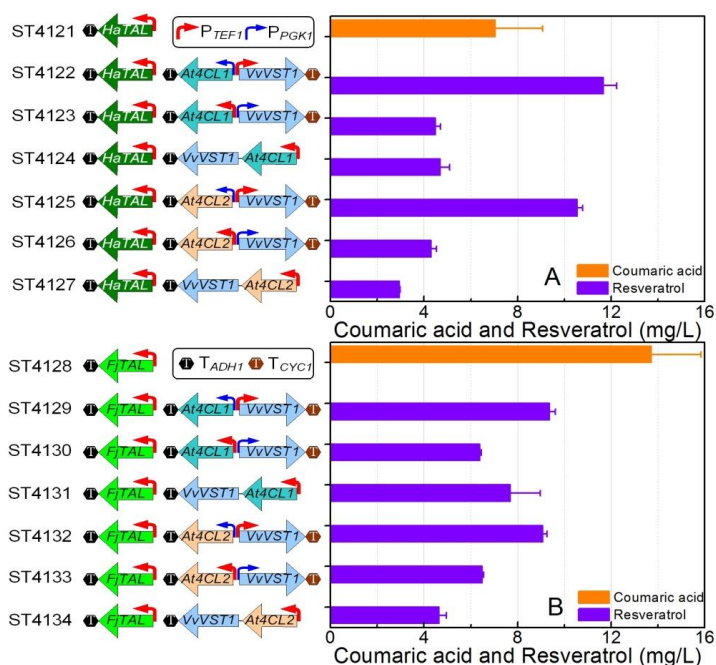 ST4121 HaTAL P_TEF1 P_PGK1
ST4122 HaTAL At4CL1 VvVST1
ST4123 HaTAL At4CL1 VvVST1
ST4124 HaTAL VvVST1 At4CL1
ST4125 HaTAL At4CL2 VvVST1
ST4126 HaTAL At4CL2 VvVST1
ST4127 HaTAL VvVST1 At4CL2
A
Coumaric acid
Resveratrol
0 4 8 12 16
Coumaric acid and Resveratrol (mg/L)
ST4128 FjTAL T T_ADH1 T T_CYC1
ST4129 FjTAL At4CL1 VvVST1
ST4130 FjTAL At4CL1 VvVST1
ST4131 FjTAL VvVST1 At4CL1
ST4132 FjTAL At4CL2 VvVST1
ST4133 FjTAL At4CL2 VvVST1
ST4134 FjTAL VvVST1 At4CL2
B
Coumaric acid
Resveratrol
0 4 8 12 16
Coumaric acid and Resveratrol (mg/L)